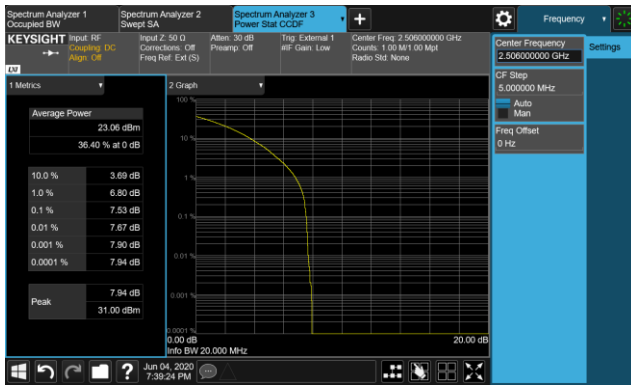 Spectrum Analyzer 1
Occupied BW
Spectrum Analyzer 2
Swept SA
Spectrum Analyzer 3
Power Stat CCDF
Frequency
KEYSIGHT
Input: RF
Coupling: DC
Align: Off
Input Z: 50 Ω
Corrections: Off
Freq Ref: Ext (S)
Atten: 30 dB
Preamp: Off
Trig: External 1
#IF Gain: Low
Center Freq: 2.506000000 GHz
Counts: 1.00 M/1.00 Mpt
Radio Std: None
LXI
Center Frequency
2.506000000 GHz
Settings
CF Step
5.000000 MHz
Auto
Man
Freq Offset
0 Hz
1 Metrics
Average Power
23.06 dBm
36.40 % at 0 dB
10.0 % 3.69 dB
1.0 % 6.80 dB
0.1 % 7.53 dB
0.01 % 7.67 dB
0.001 % 7.90 dB
0.0001 % 7.94 dB
Peak 7.94 dB
31.00 dBm
2 Graph
100 %
10 %
1 %
0.1 %
0.01 %
0.001 %
0.0001 %
0.00 dB 20.00 dB
Info BW 20.000 MHz
Jun 04, 2020
7:39:24 PM